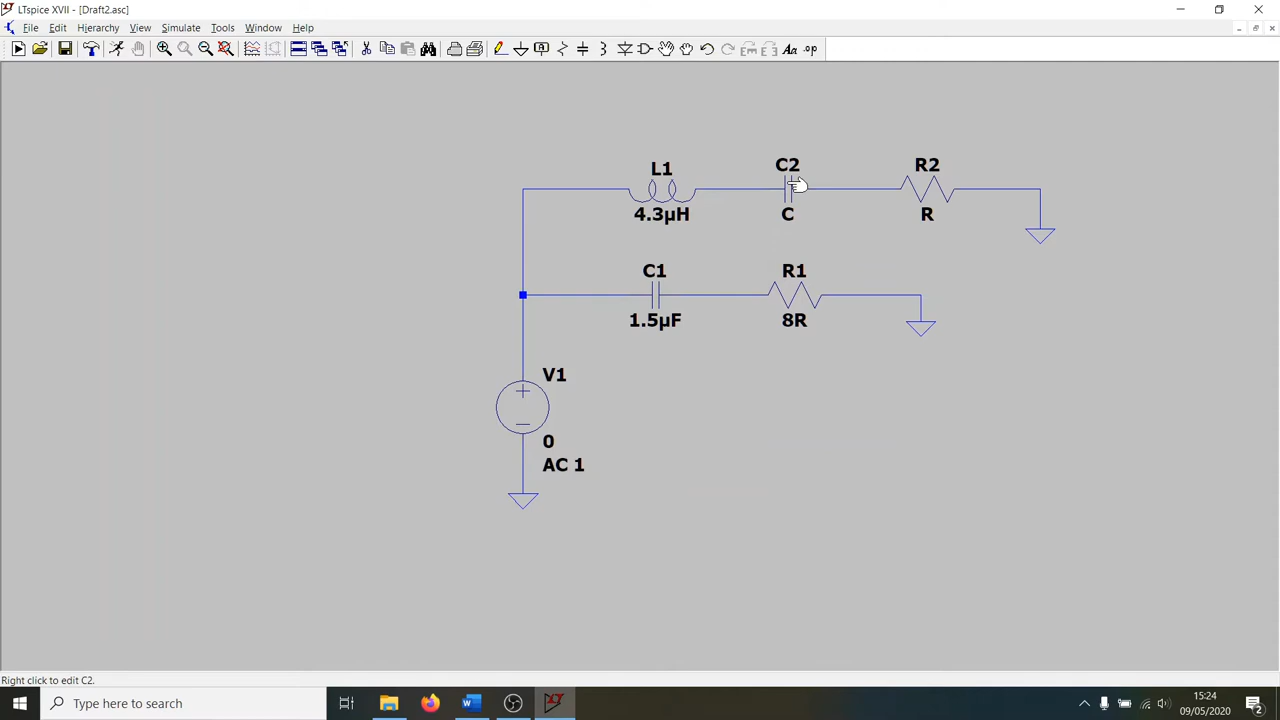 LTspice XVII - [Draft2.asc]
File Edit Hierarchy View Simulate Tools Window Help
L1
4.3µH
C2
C
R2
R
C1
1.5µF
R1
8R
V1
0
AC 1
Right click to edit C2.
Type here to search
15:24
09/05/2020
2